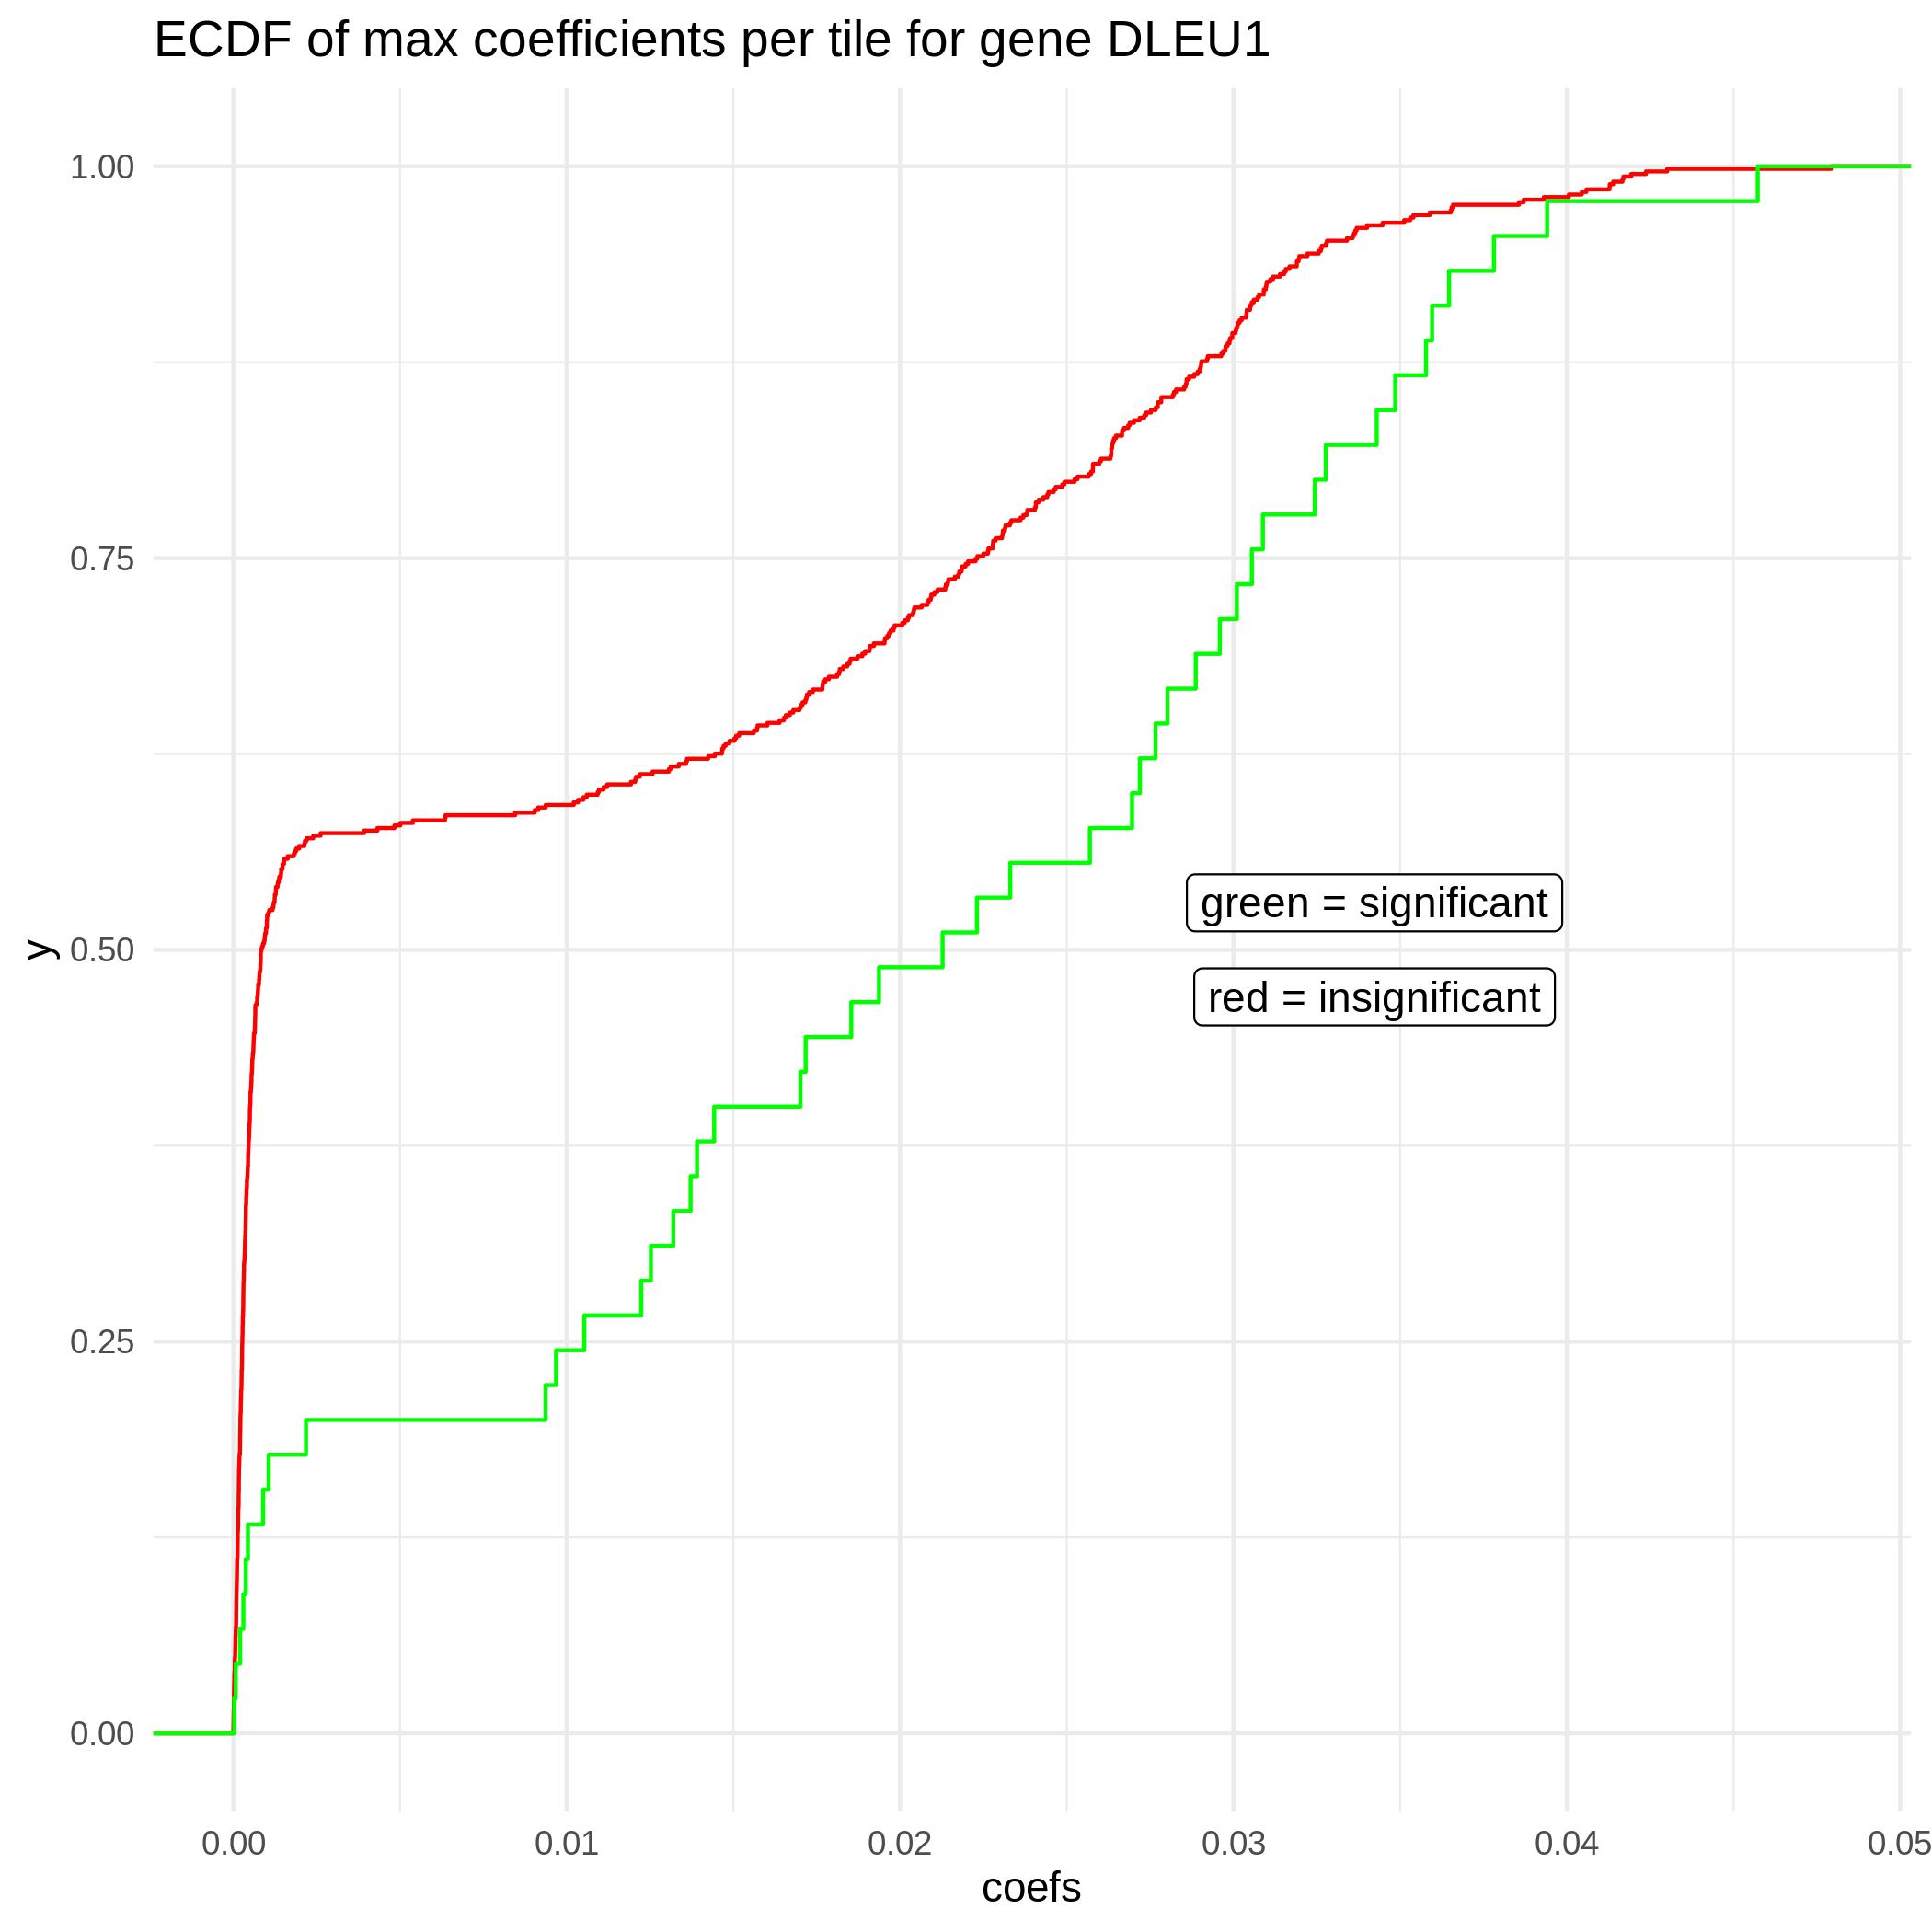 ECDF of max coefficients per tile for gene DLEU1
1.00
0.75
0.50
0.25
0.00
y
green = significant
red = insignificant
0.00 0.01 0.02 0.03 0.04 0.05
coefs